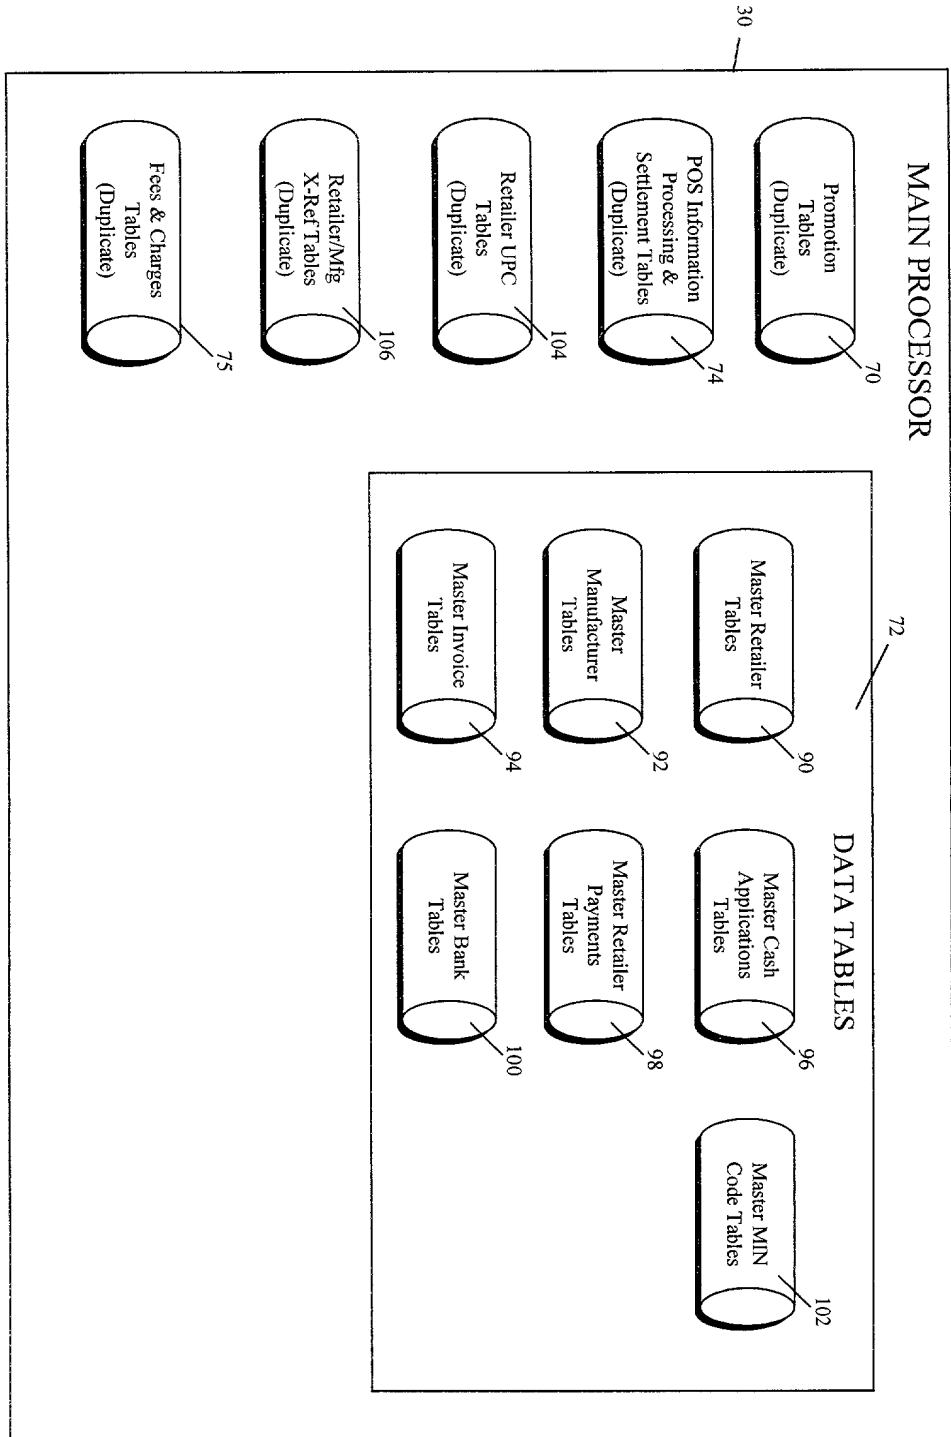 30
MAIN PROCESSOR
Promotion
Tables
(Duplicate)
70
POS Information
Processing &
Settlement Tables
(Duplicate)
74
Retailer UPC
Tables
(Duplicate)
104
Retailer/Mfg
X-Ref Tables
(Duplicate)
106
Fees & Charges
Tables
(Duplicate)
75
72
DATA TABLES
Master Retailer
Tables
90
Master
Manufacturer
Tables
92
Master Invoice
Tables
94
Master Cash
Applications
Tables
96
Master Retailer
Payments
Tables
98
Master Bank
Tables
100
Master MIN
Code Tables
102